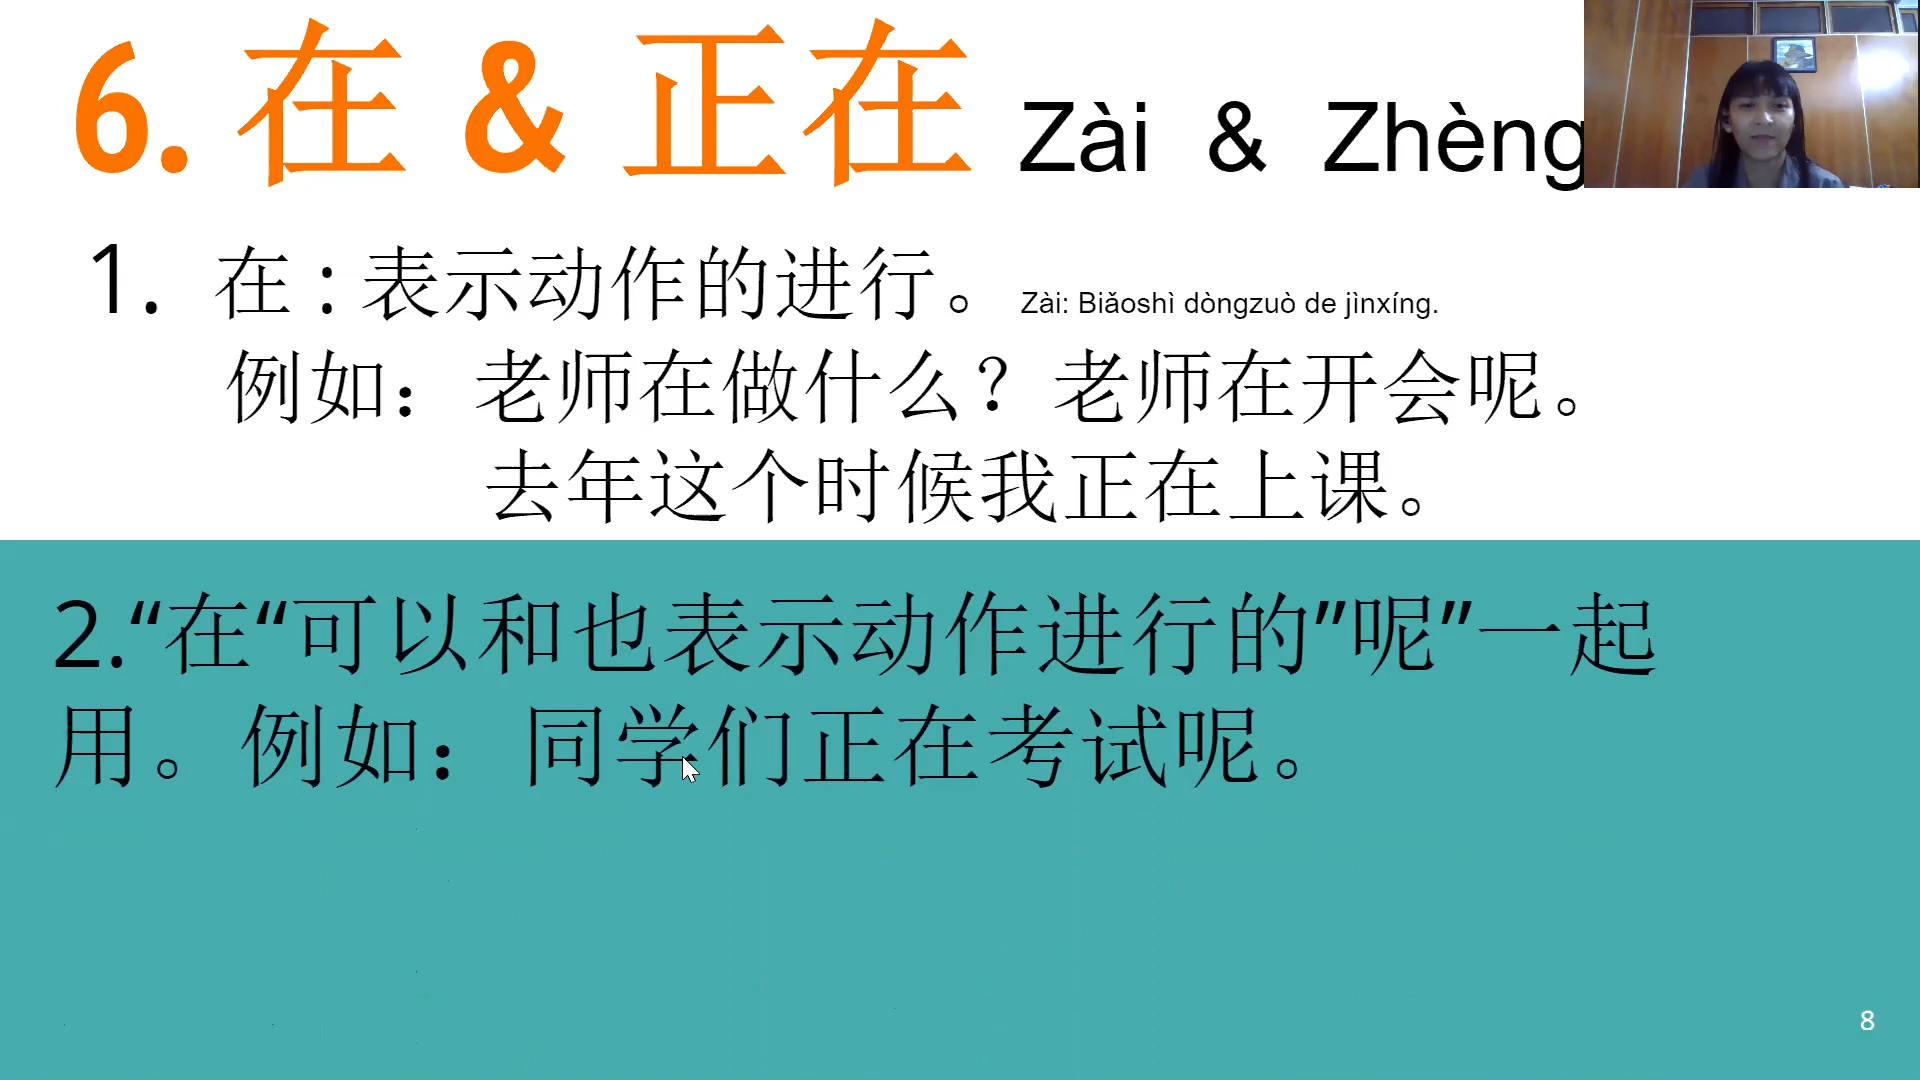 6. 在 & 正在 Zài & Zhèng
1. 在 : 表示动作的进行。 Zài: Biǎoshì dòngzuò de jìnxíng.
例如：老师在做什么？老师在开会呢。
去年这个时候我正在上课。
2.“在“可以和也表示动作进行的”呢”一起
用。例如：同学们正在考试呢。
8